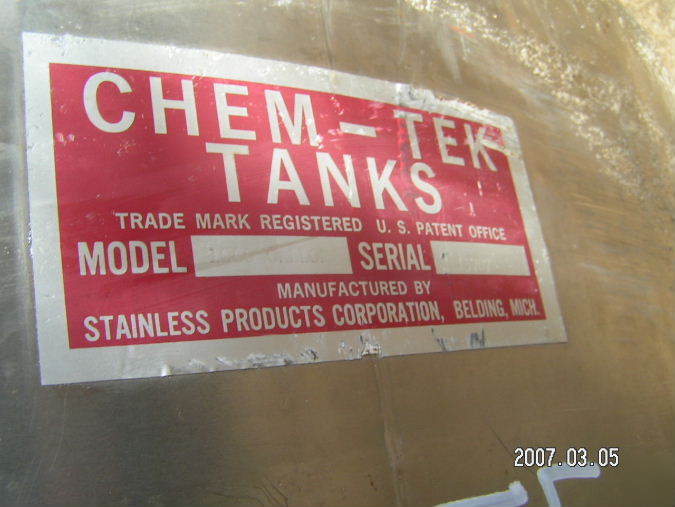 CHEM-TEK
TANKS
TRADE MARK REGISTERED U. S. PATENT OFFICE
MODEL SERIAL
MANUFACTURED BY
STAINLESS PRODUCTS CORPORATION, BELDING, MICH.
2007.03.05